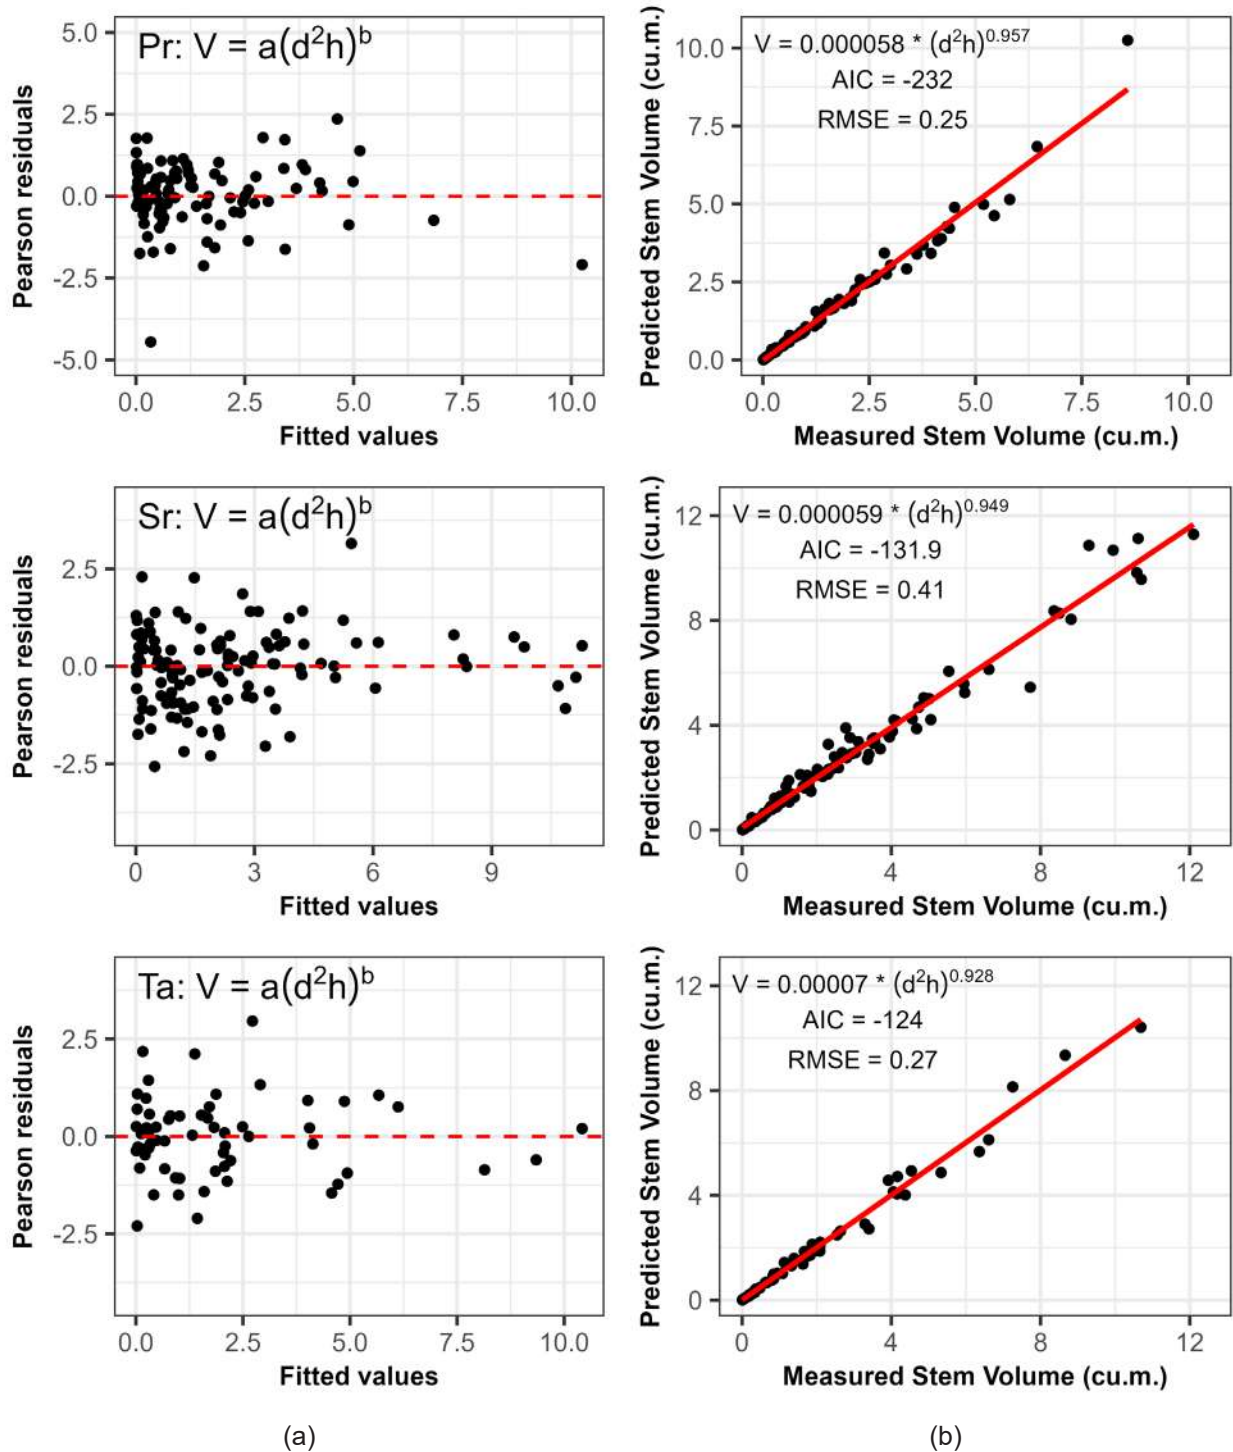 Pr: V = a(d²h)ᵇ
Pearson residuals
5.0
2.5
0.0
-2.5
-5.0
0.0 2.5 5.0 7.5 10.0
Fitted values
V = 0.000058 * (d²h)⁰·⁹⁵⁷
AIC = -232
RMSE = 0.25
Predicted Stem Volume (cu.m.)
10.0
7.5
5.0
2.5
0.0
0.0 2.5 5.0 7.5 10.0
Measured Stem Volume (cu.m.)
Sr: V = a(d²h)ᵇ
Pearson residuals
2.5
0.0
-2.5
0 3 6 9
Fitted values
V = 0.000059 * (d²h)⁰·⁹⁴⁹
AIC = -131.9
RMSE = 0.41
Predicted Stem Volume (cu.m.)
12
8
4
0
0 4 8 12
Measured Stem Volume (cu.m.)
Ta: V = a(d²h)ᵇ
Pearson residuals
2.5
0.0
-2.5
0.0 2.5 5.0 7.5 10.0
Fitted values
V = 0.00007 * (d²h)⁰·⁹²⁸
AIC = -124
RMSE = 0.27
Predicted Stem Volume (cu.m.)
12
8
4
0
0 4 8 12
Measured Stem Volume (cu.m.)
(a) (b)